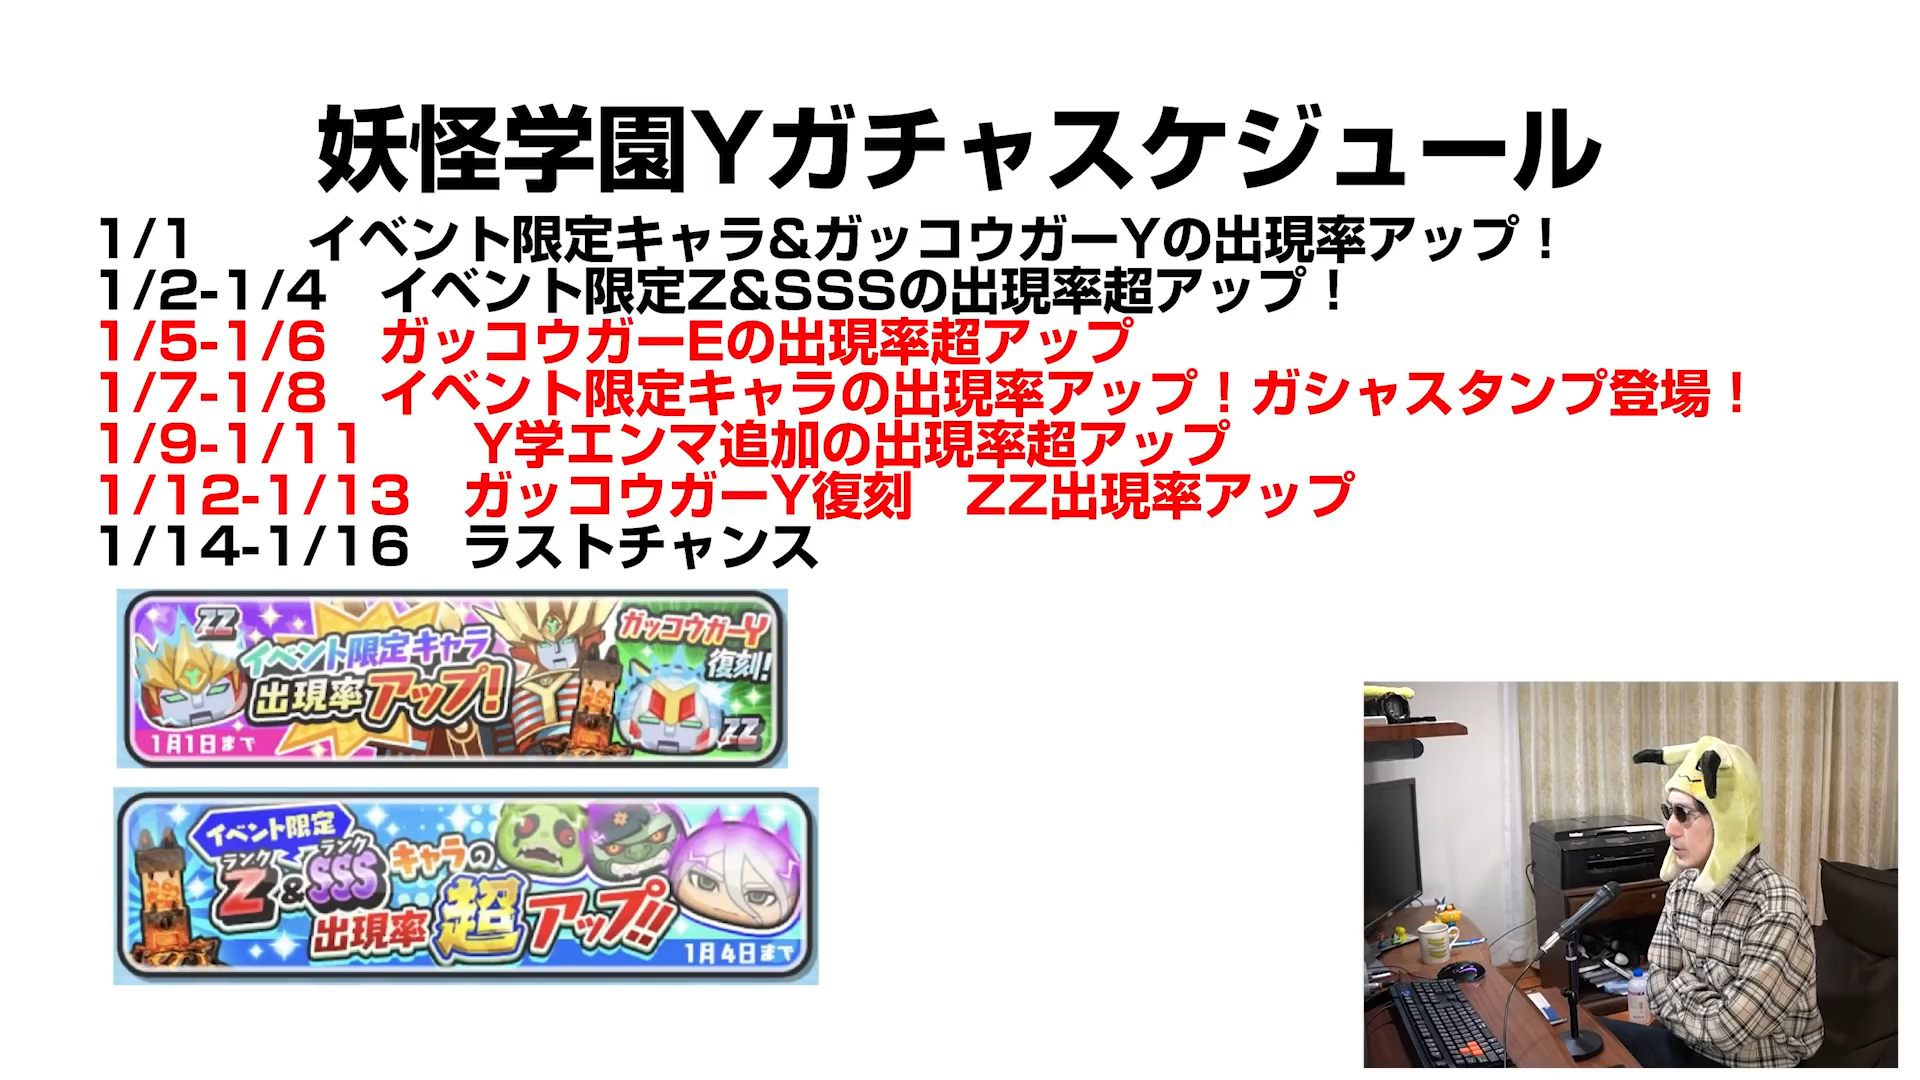 妖怪学園Yガチャスケジュール
1/1　　イベント限定キャラ&ガッコウガーYの出現率アップ！
1/2-1/4　イベント限定Z&SSSの出現率超アップ！
1/5-1/6　ガッコウガーEの出現率超アップ
1/7-1/8　イベント限定キャラの出現率アップ！ガシャスタンプ登場！
1/9-1/11　　Y学エンマ追加の出現率超アップ
1/12-1/13　ガッコウガーY復刻　ZZ出現率アップ
1/14-1/16　ラストチャンス
ZZ
イベント限定キャラ
出現率アップ!
1月1日まで
ガッコウガーY
復刻!
ZZ
イベント限定
ランク ランク
Z&SSSキャラの
出現率超アップ!!
1月4日まで